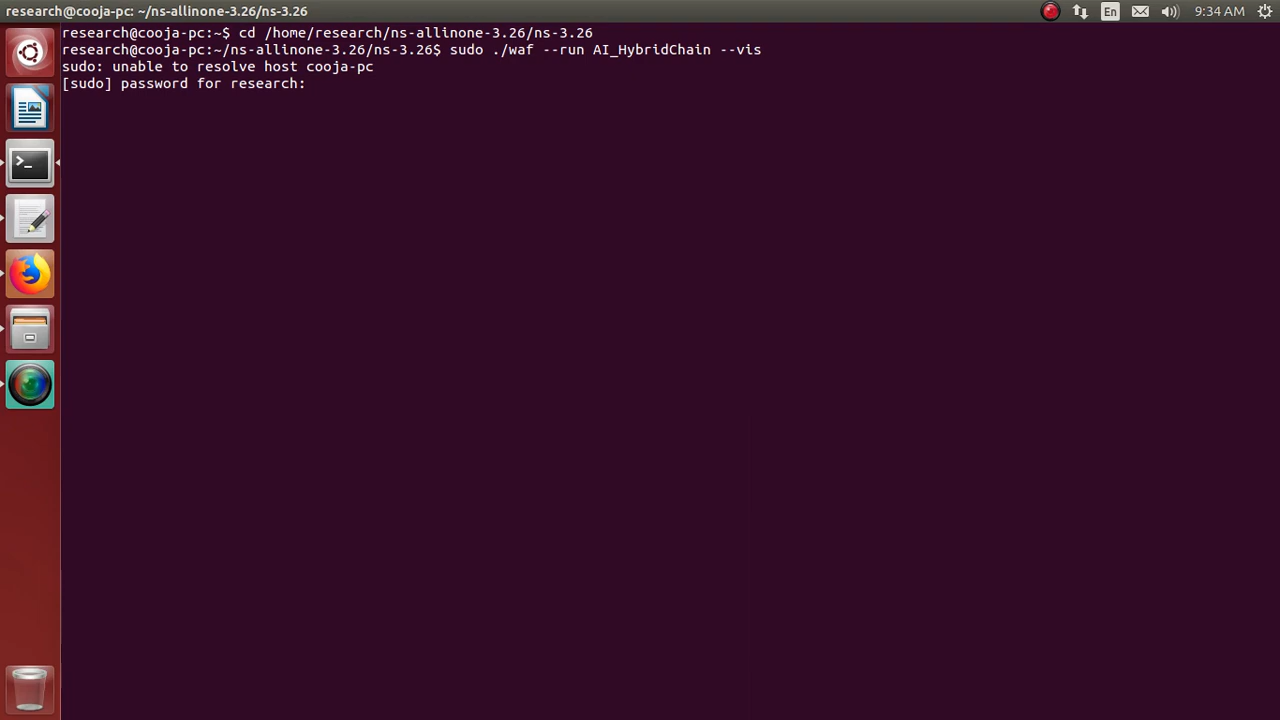 research@cooja-pc: ~/ns-allinone-3.26/ns-3.26
En
9:34 AM
research@cooja-pc:~$ cd /home/research/ns-allinone-3.26/ns-3.26
research@cooja-pc:~/ns-allinone-3.26/ns-3.26$ sudo ./waf --run AI_HybridChain --vis
sudo: unable to resolve host cooja-pc
[sudo] password for research:
>_